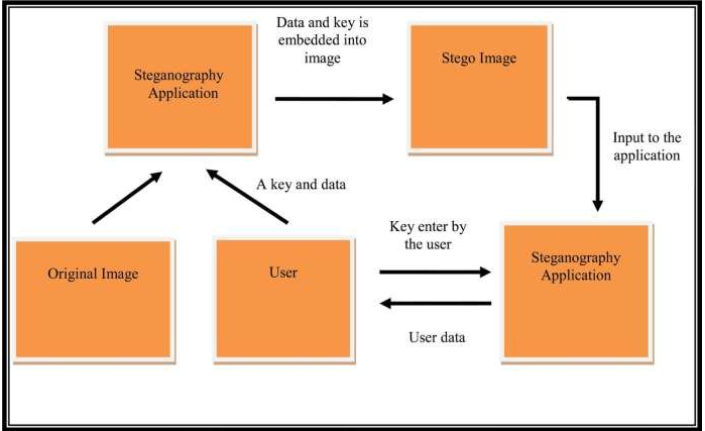 Data and key is
embedded into
image
Steganography
Application
Stego Image
Input to the
application
A key and data
Key enter by
the user
Original Image
User
Steganography
Application
User data